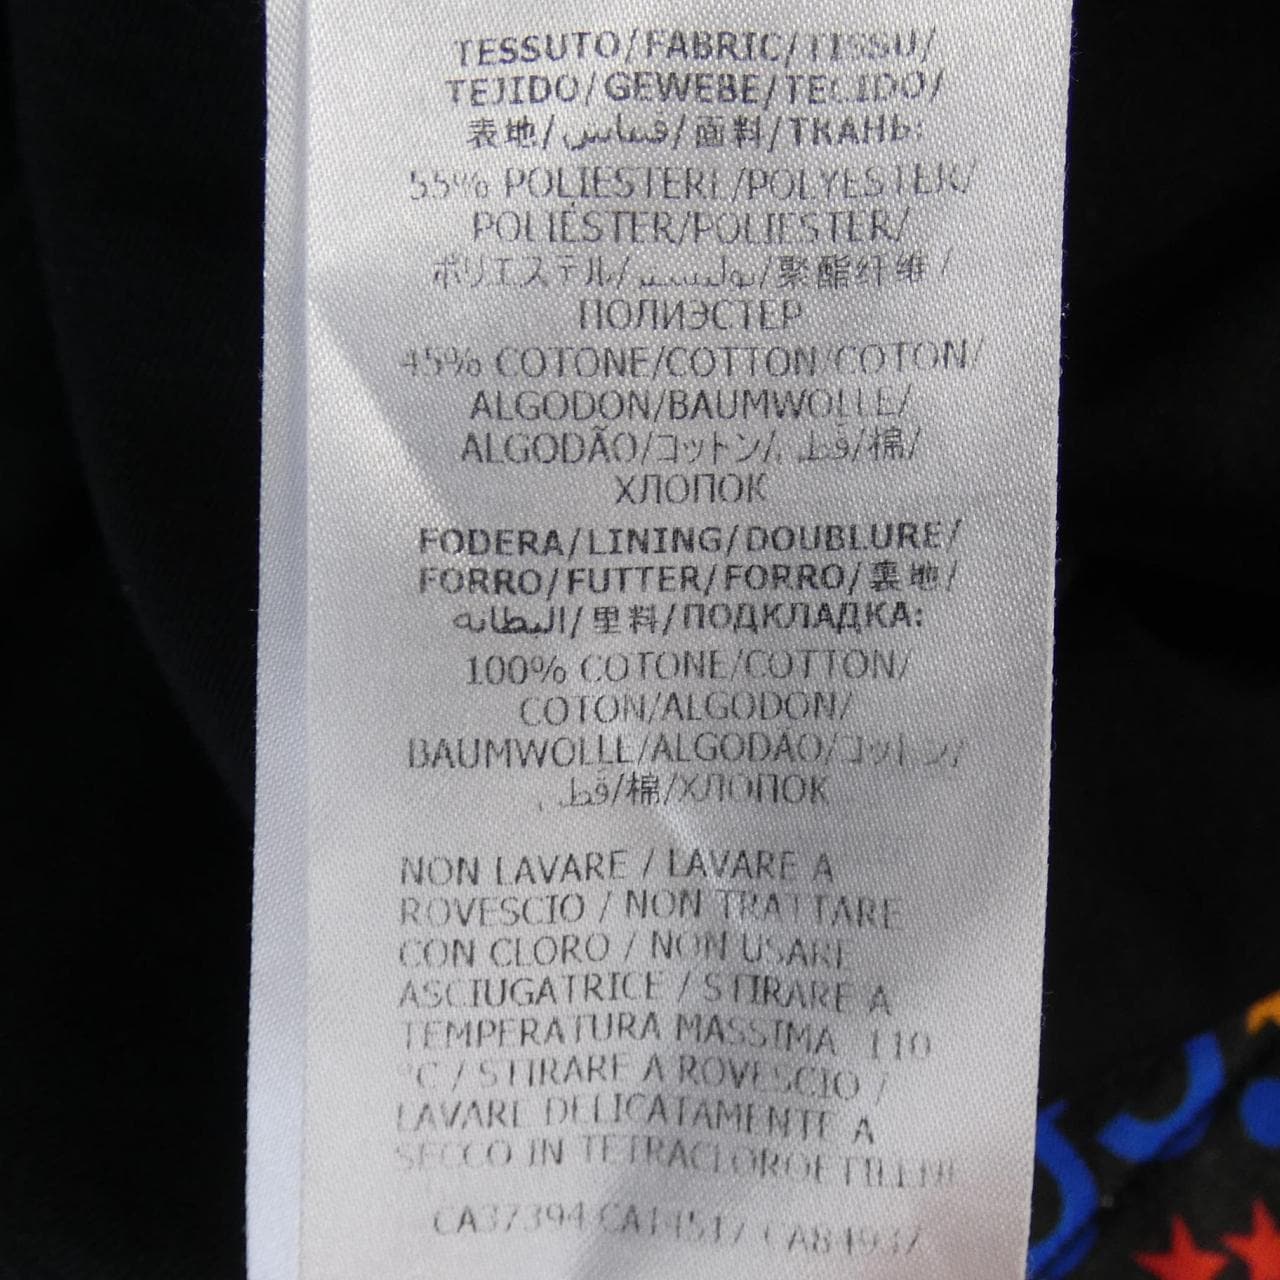 TESSUTO/FABRIC/TISSU/
TEJIDO/GEWEBE/TECIDO/
表地/قماش/面料/ТКАНЬ:
55% POLIESTERE/POLYESTER/
POLIÉSTER/POLIESTER/
ポリエステル/بوليستير/聚酯纤维 /
ПОЛИЭСТЕР
45% COTONE/COTTON/COTON/
ALGODON/BAUMWOLLE/
ALGODÃO/コットン/قطن/棉/
ХЛОПОК
FODERA/LINING/DOUBLURE/
FORRO/FUTTER/FORRO/裏地/
البطانة/里料/ПОДКЛАДКА:
100% COTONE/COTTON/
COTON/ALGODON/
BAUMWOLLE/ALGODÃO/コットン/
قطن/棉/ХЛОПОК
NON LAVARE / LAVARE A
ROVESCIO / NON TRATTARE
CON CLORO / NON USARE
ASCIUGATRICE / STIRARE A
TEMPERATURA MASSIMA 110
°C / STIRARE A ROVESCIO /
LAVARE DELICATAMENTE A
SECCO IN TETRACLOROETILENE
CA37394 CA14517 CA84937